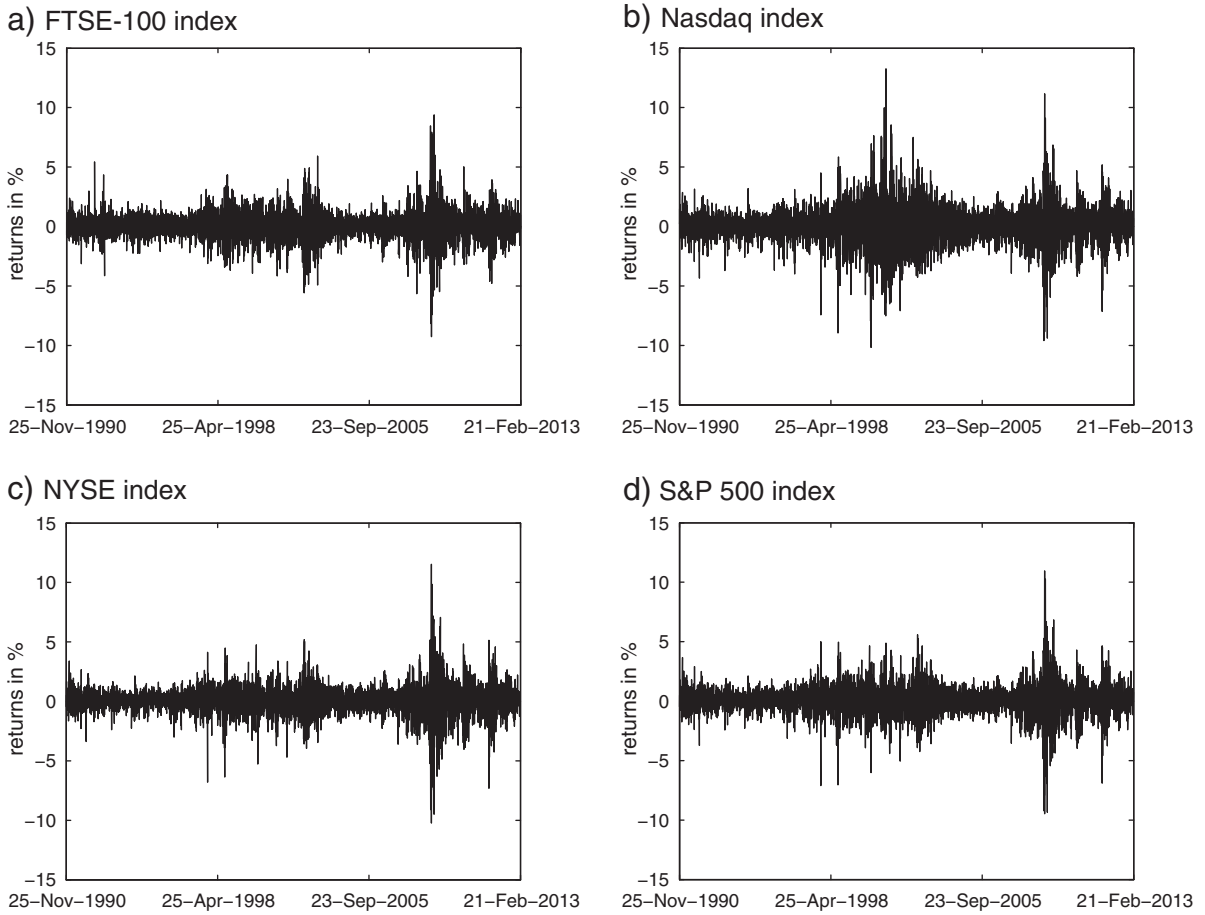 a) FTSE-100 index
15
10
5
0
−5
−10
−15
returns in %
25−Nov−1990 25−Apr−1998 23−Sep−2005 21−Feb−2013
b) Nasdaq index
15
10
5
0
−5
−10
−15
returns in %
25−Nov−1990 25−Apr−1998 23−Sep−2005 21−Feb−2013
c) NYSE index
15
10
5
0
−5
−10
−15
returns in %
25−Nov−1990 25−Apr−1998 23−Sep−2005 21−Feb−2013
d) S&P 500 index
15
10
5
0
−5
−10
−15
returns in %
25−Nov−1990 25−Apr−1998 23−Sep−2005 21−Feb−2013